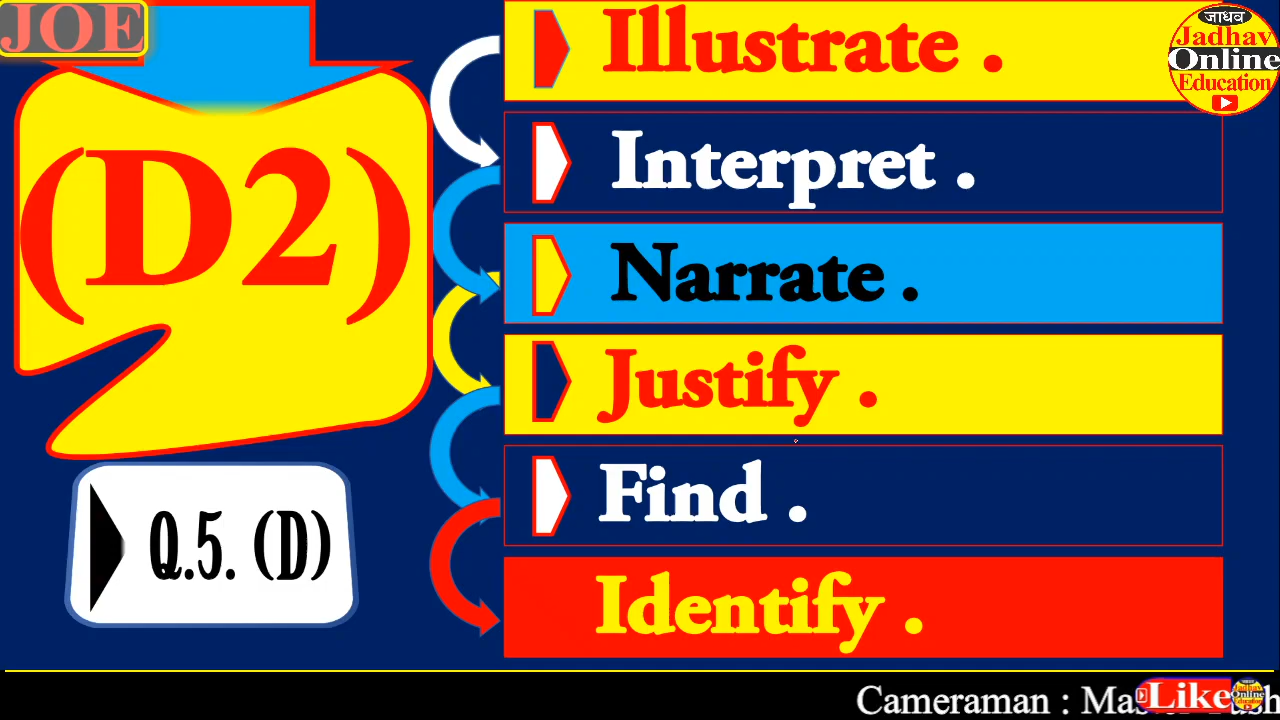 JOE
(D2)
Q.5. (D)
Illustrate .
Interpret .
Narrate .
Justify .
Find .
Identify .
जाधव
Jadhav
Online
Education
Cameraman :
Like